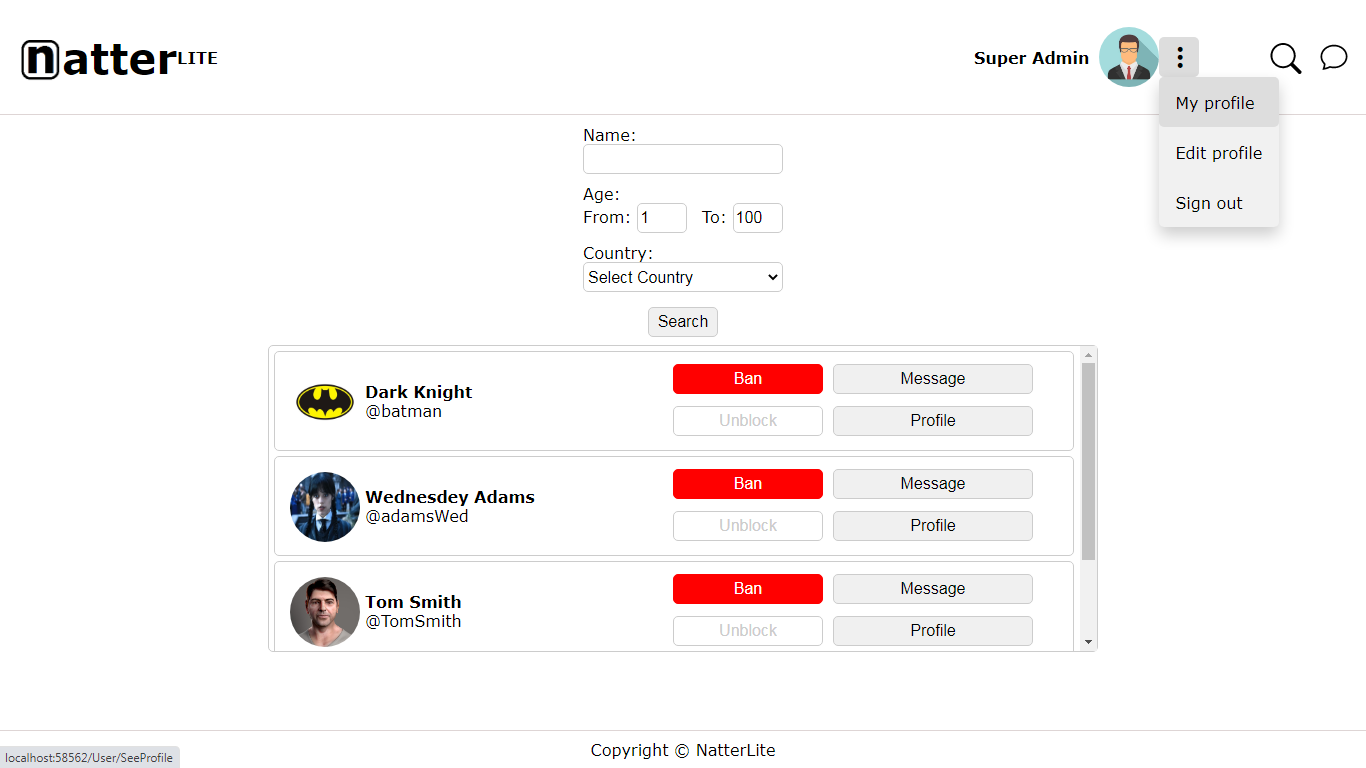 natterLITE
Super Admin
My profile
Edit profile
Sign out
Name:
Age:
From: 1 To: 100
Country:
Select Country
Search
Dark Knight
@batman
Ban
Message
Unblock
Profile
Wednesdey Adams
@adamsWed
Ban
Message
Unblock
Profile
Tom Smith
@TomSmith
Ban
Message
Unblock
Profile
Copyright © NatterLite
localhost:58562/User/SeeProfile